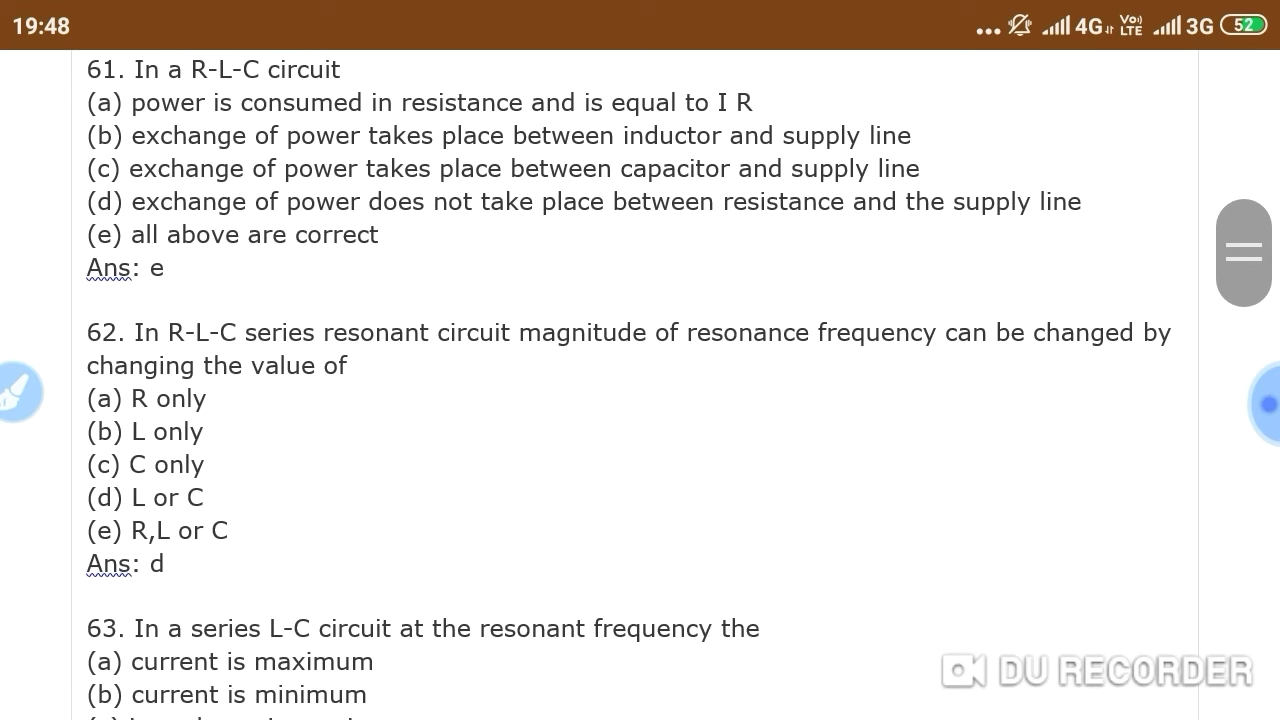 19:48
... 4G Vo) LTE 3G 52
61. In a R-L-C circuit
(a) power is consumed in resistance and is equal to I R
(b) exchange of power takes place between inductor and supply line
(c) exchange of power takes place between capacitor and supply line
(d) exchange of power does not take place between resistance and the supply line
(e) all above are correct
Ans: e
62. In R-L-C series resonant circuit magnitude of resonance frequency can be changed by
changing the value of
(a) R only
(b) L only
(c) C only
(d) L or C
(e) R,L or C
Ans: d
63. In a series L-C circuit at the resonant frequency the
(a) current is maximum
(b) current is minimum
DU RECORDER